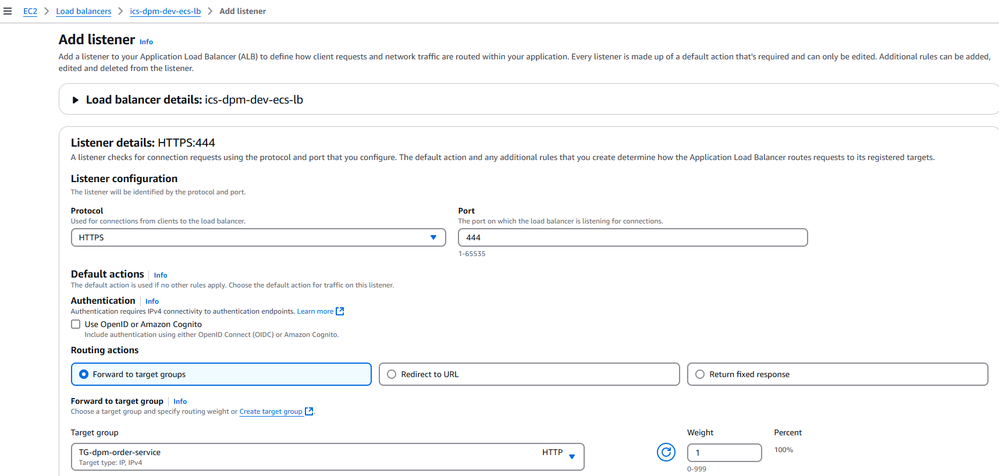 EC2 > Load balancers > ics-dpm-dev-ecs-lb > Add listener
Add listener Info
Add a listener to your Application Load Balancer (ALB) to define how client requests and network traffic are routed within your application. Every listener is made up of a default action that's required and can only be edited. Additional rules can be added,
edited and deleted from the listener.
Load balancer details: ics-dpm-dev-ecs-lb
Listener details: HTTPS:444
A listener checks for connection requests using the protocol and port that you configure. The default action and any additional rules that you create determine how the Application Load Balancer routes requests to its registered targets.
Listener configuration
The listener will be identified by the protocol and port.
Protocol
Used for connections from clients to the load balancer.
HTTPS
Port
The port on which the load balancer is listening for connections.
444
1-65535
Default actions Info
The default action is used if no other rules apply. Choose the default action for traffic on this listener.
Authentication Info
Authentication requires IPv4 connectivity to authentication endpoints. Learn more
Use OpenID or Amazon Cognito
Include authentication using either OpenID Connect (OIDC) or Amazon Cognito.
Routing actions
Forward to target groups
Redirect to URL
Return fixed response
Forward to target group Info
Choose a target group and specify routing weight or Create target group.
Target group
TG-dpm-order-service HTTP
Target type: IP, IPv4
Weight
1
0-999
Percent
100%